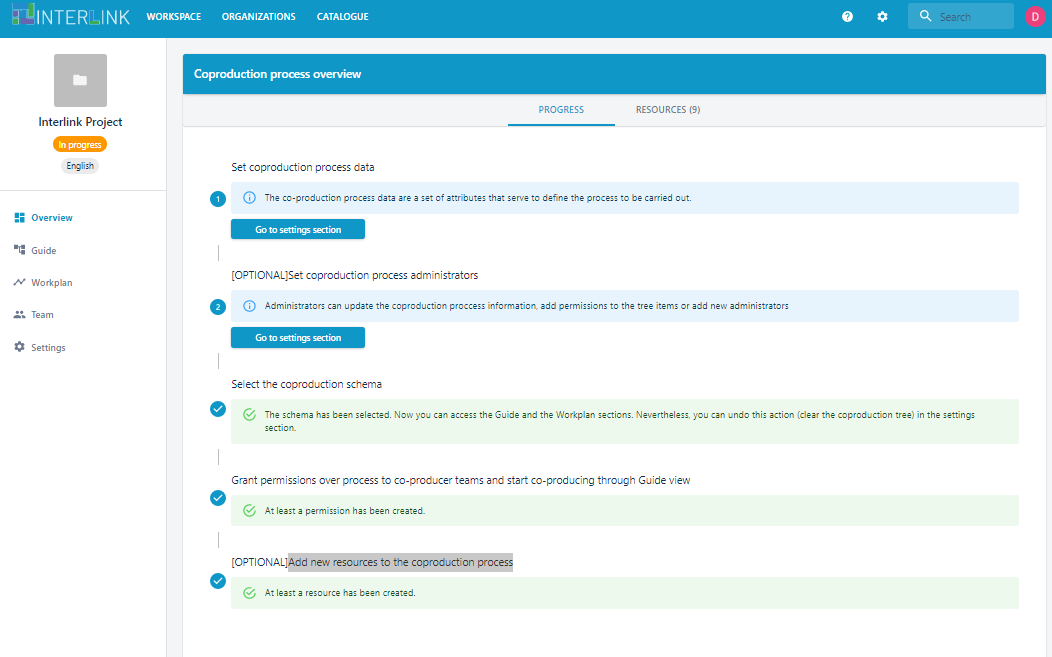 INTERLINK WORKSPACE ORGANIZATIONS CATALOGUE ? Search D
Interlink Project
In progress
English
Overview
Guide
Workplan
Team
Settings
Coproduction process overview
PROGRESS RESOURCES (9)
Set coproduction process data
1 The co-production process data are a set of attributes that serve to define the process to be carried out.
Go to settings section
[OPTIONAL]Set coproduction process administrators
2 Administrators can update the coproduction proccess information, add permissions to the tree items or add new administrators
Go to settings section
Select the coproduction schema
The schema has been selected. Now you can access the Guide and the Workplan sections. Nevertheless, you can undo this action (clear the coproduction tree) in the settings
section.
Grant permissions over process to co-producer teams and start co-producing through Guide view
At least a permission has been created.
[OPTIONAL]Add new resources to the coproduction process
At least a resource has been created.